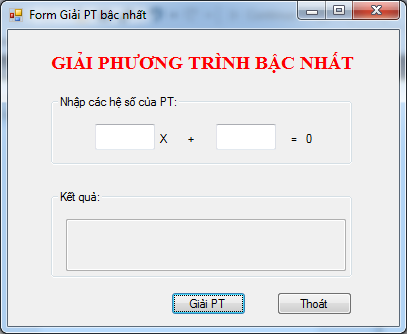 Form Giải PT bậc nhất
GIẢI PHƯƠNG TRÌNH BẬC NHẤT
Nhập các hệ số của PT:
X + = 0
Kết quả:
Giải PT Thoát